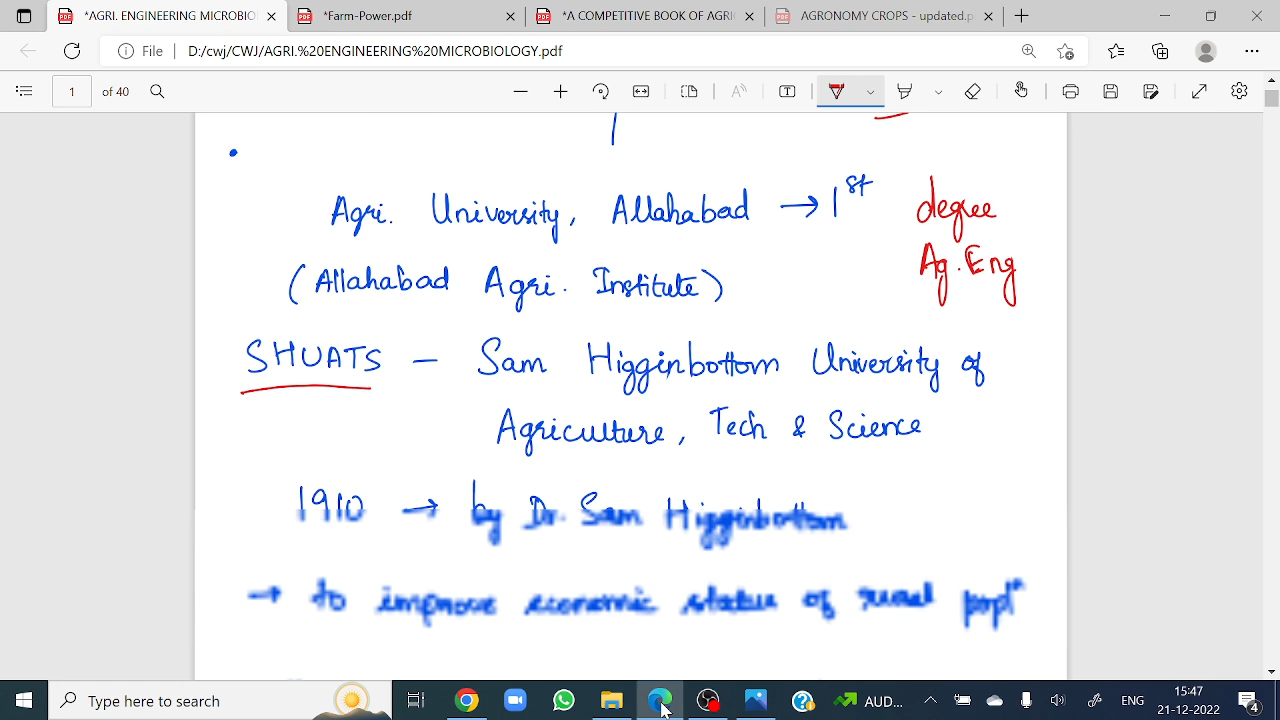 *AGRI. ENGINEERING MICROBIO
*Farm-Power.pdf
*A COMPETITIVE BOOK OF AGRI
AGRONOMY CROPS - updated.p
File
D:/cwj/CWJ/AGRI.%20ENGINEERING%20MICROBIOLOGY.pdf
1 of 40
Agri. University, Allahabad → 1st degree
(Allahabad Agri. Institute) Ag. Eng
SHUATS – Sam Higginbottom University of
Agriculture, Tech & Science
1910 → by Dr. Sam Higginbottom
→ to improve economic status of rural popln
Type here to search
AUD...
ENG
15:47
21-12-2022
4